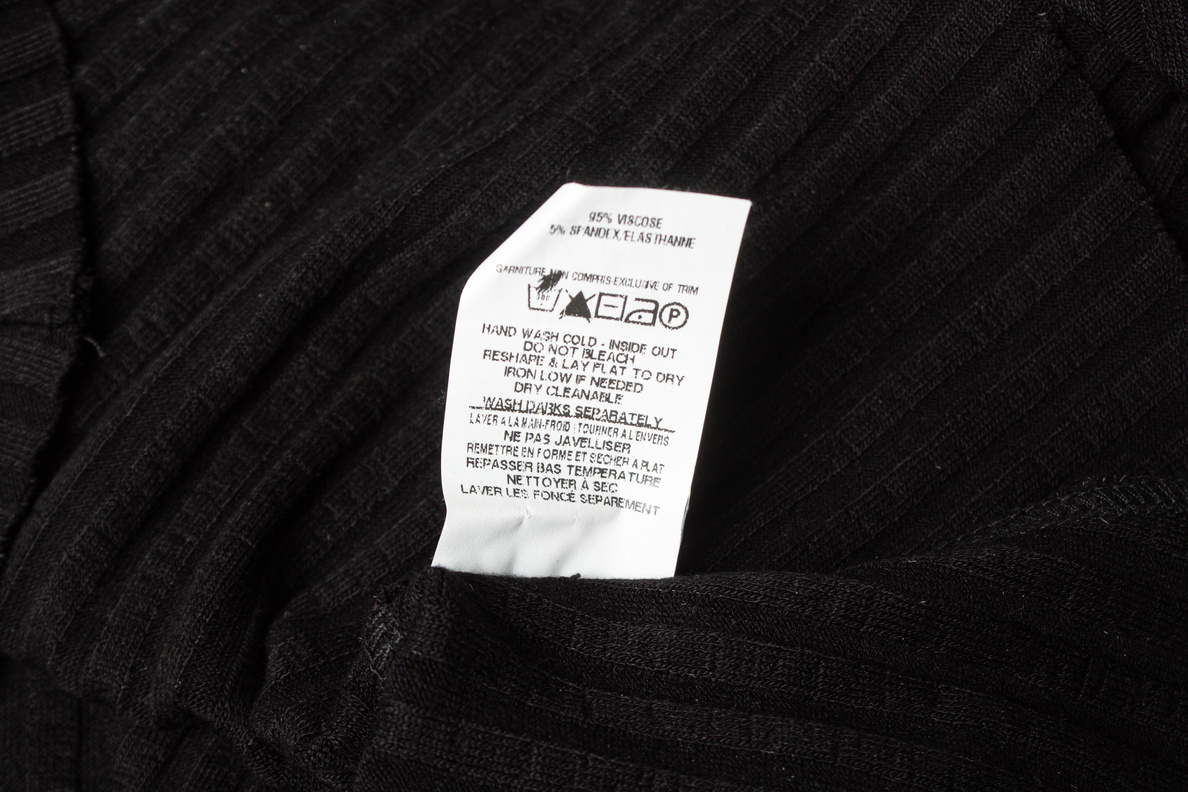 95% VISCOSE
5% SPANDEX/ELASTHANNE
GARNITURE NON COMPRIS-EXCLUSIVE OF TRIM
P
HAND WASH COLD - INSIDE OUT
DO NOT BLEACH
RESHAPE & LAY FLAT TO DRY
IRON LOW IF NEEDED
DRY CLEANABLE
WASH DARKS SEPARATELY
LAVER A LA MAIN-FROID | TOURNER A L'ENVERS
NE PAS JAVELLISER
REMETTRE EN FORME ET SECHER A PLAT
REPASSER BAS TEMPERATURE
NETTOYER À SEC
LAVER LES FONCÉ SEPAREMENT